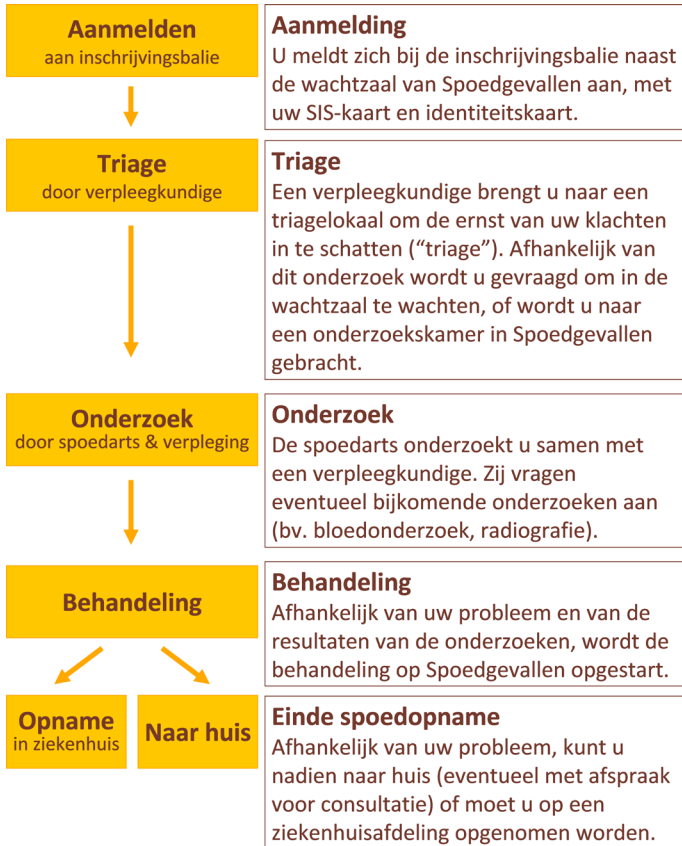 Aanmelden
aan inschrijvingsbalie
Aanmelding
U meldt zich bij de inschrijvingsbalie naast
de wachtzaal van Spoedgevallen aan, met
uw SIS-kaart en identiteitskaart.
Triage
door verpleegkundige
Triage
Een verpleegkundige brengt u naar een
triagelokaal om de ernst van uw klachten
in te schatten (“triage”). Afhankelijk van
dit onderzoek wordt u gevraagd om in de
wachtzaal te wachten, of wordt u naar
een onderzoekskamer in Spoedgevallen
gebracht.
Onderzoek
door spoedarts & verpleging
Onderzoek
De spoedarts onderzoekt u samen met
een verpleegkundige. Zij vragen
eventueel bijkomende onderzoeken aan
(bv. bloedonderzoek, radiografie).
Behandeling
Behandeling
Afhankelijk van uw probleem en van de
resultaten van de onderzoeken, wordt de
behandeling op Spoedgevallen opgestart.
Opname
in ziekenhuis
Naar huis
Einde spoedopname
Afhankelijk van uw probleem, kunt u
nadien naar huis (eventueel met afspraak
voor consultatie) of moet u op een
ziekenhuisafdeling opgenomen worden.